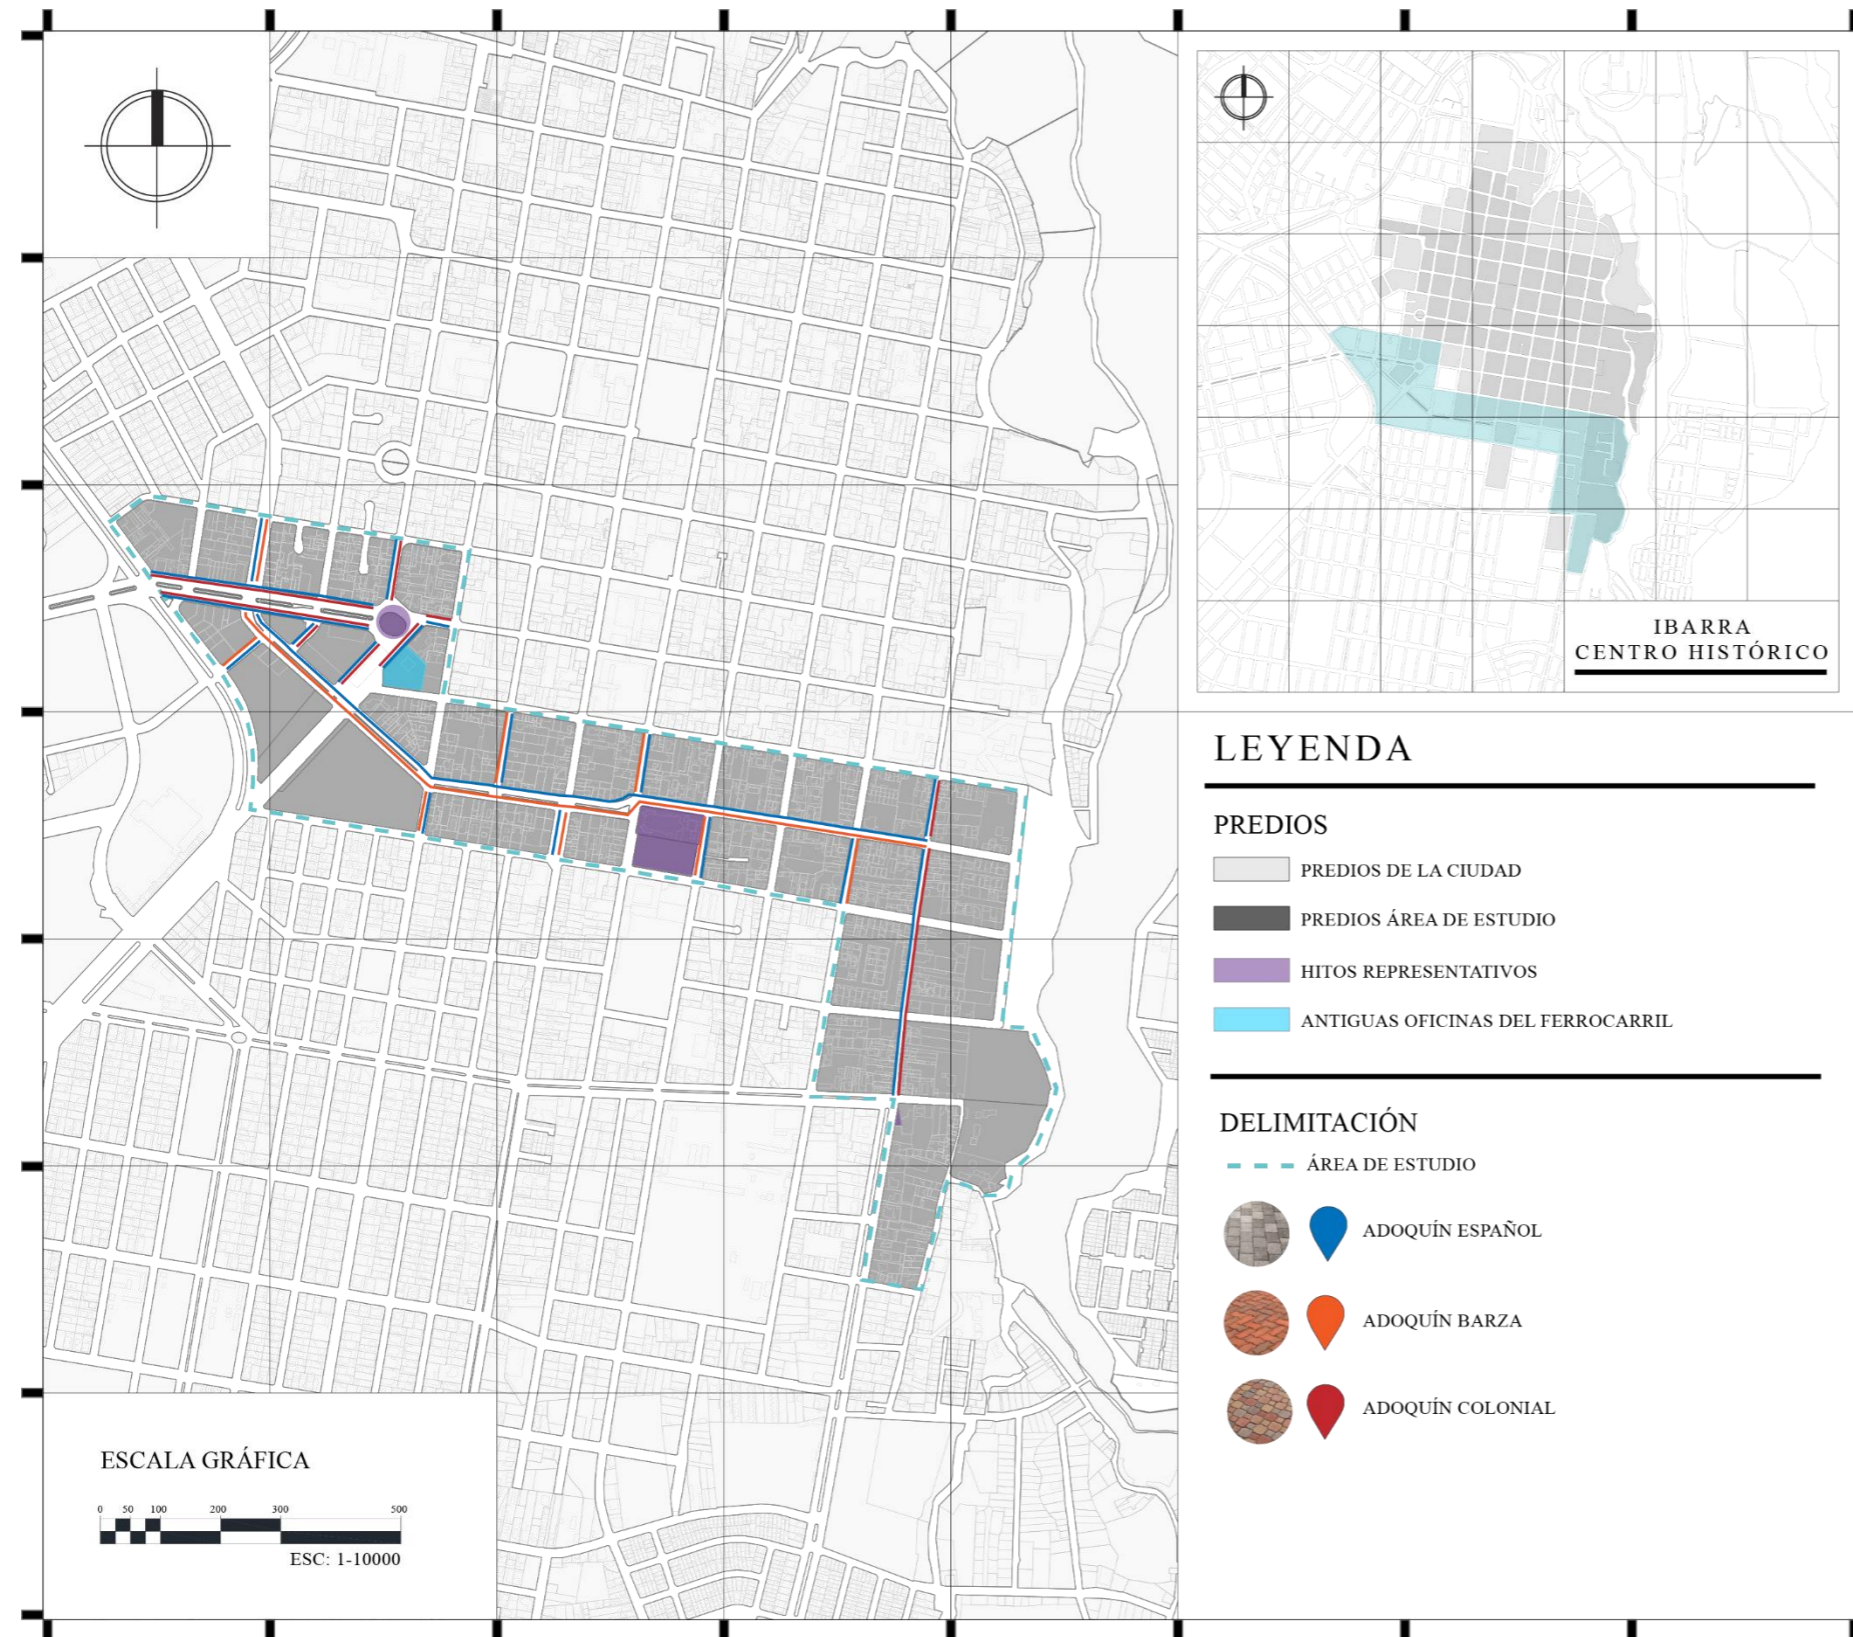 IBARRA
CENTRO HISTÓRICO
LEYENDA
PREDIOS
PREDIOS DE LA CIUDAD
PREDIOS ÁREA DE ESTUDIO
HITOS REPRESENTATIVOS
ANTIGUAS OFICINAS DEL FERROCARRIL
DELIMITACIÓN
ÁREA DE ESTUDIO
ADOQUÍN ESPAÑOL
ADOQUÍN BARZA
ADOQUÍN COLONIAL
ESCALA GRÁFICA
0 50 100 200 300 500
ESC: 1-10000